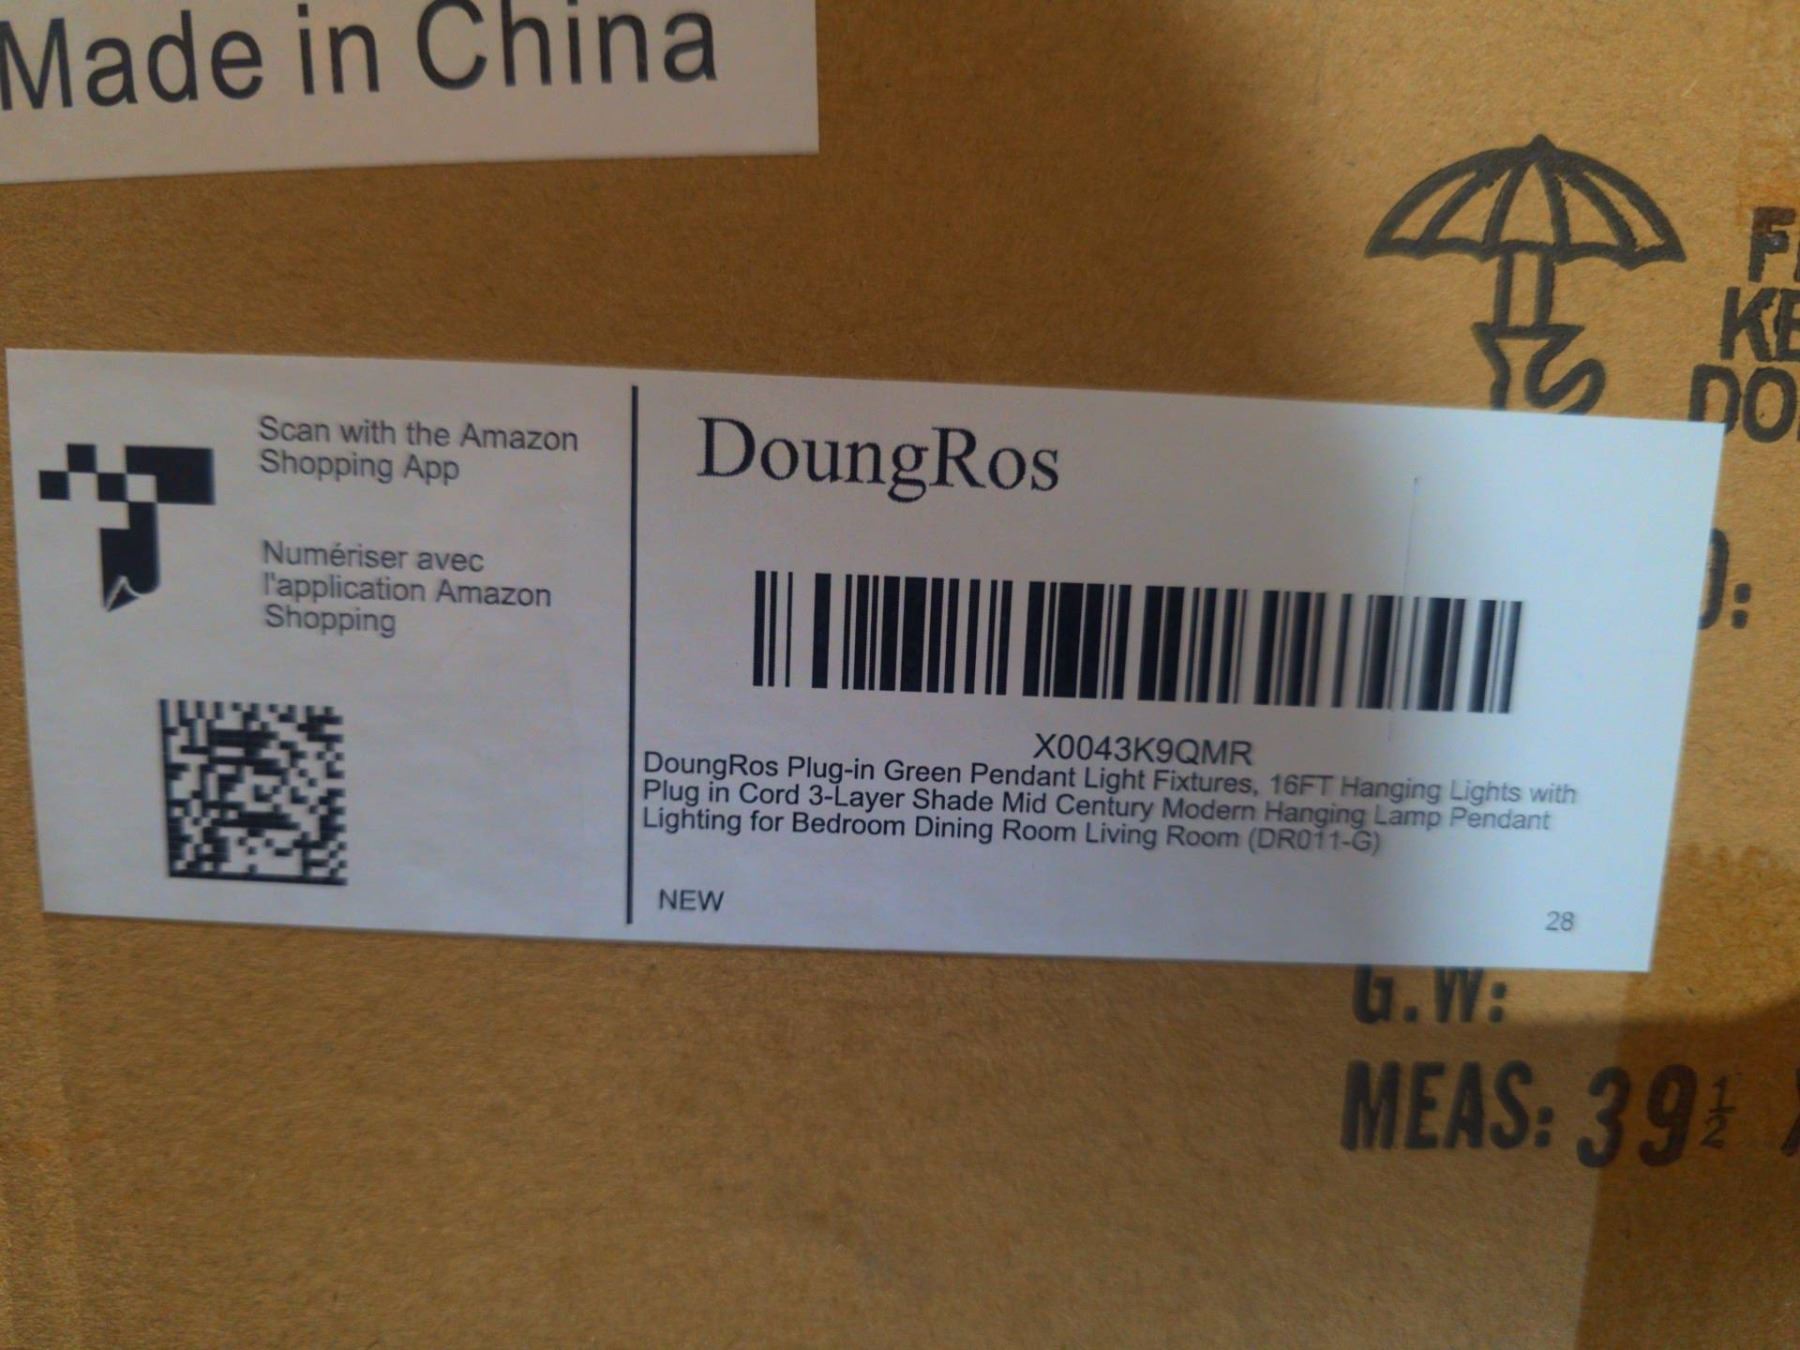 Made in China
Scan with the Amazon
Shopping App
Numériser avec
l'application Amazon
Shopping
DoungRos
X0043K9QMR
DoungRos Plug-in Green Pendant Light Fixtures, 16FT Hanging Lights with
Plug in Cord 3-Layer Shade Mid Century Modern Hanging Lamp Pendant
Lighting for Bedroom Dining Room Living Room (DR011-G)
NEW
28
G.W:
MEAS: 39½